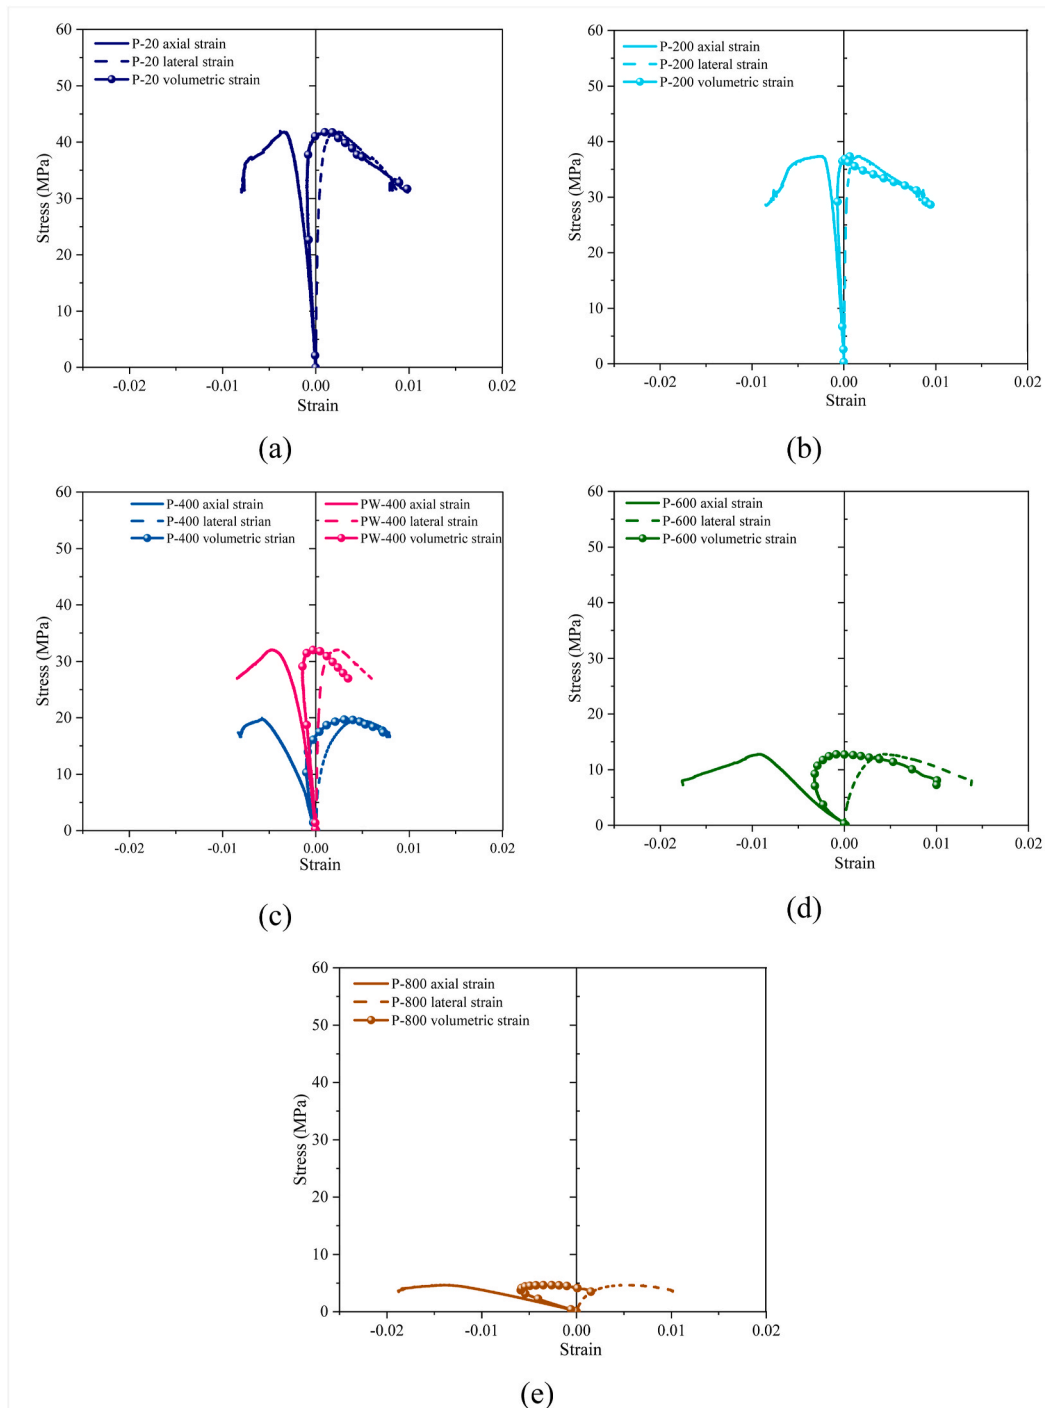 60
50
40
30
20
10
0
Stress (MPa)
P-20 axial strain
P-20 lateral strain
P-20 volumetric strain
-0.02 -0.01 0.00 0.01 0.02
Strain
(a)
60
50
40
30
20
10
0
Stress (MPa)
P-200 axial strain
P-200 lateral strain
P-200 volumetric strain
-0.02 -0.01 0.00 0.01 0.02
Strain
(b)
60
50
40
30
20
10
0
Stress (MPa)
P-400 axial strain
P-400 lateral strian
P-400 volumetric strian
PW-400 axial strain
PW-400 lateral strain
PW-400 volumetric strain
-0.02 -0.01 0.00 0.01 0.02
Strain
(c)
60
50
40
30
20
10
0
Stress (MPa)
P-600 axial strain
P-600 lateral strain
P-600 volumetric strain
-0.02 -0.01 0.00 0.01 0.02
Strain
(d)
60
50
40
30
20
10
0
Stress (MPa)
P-800 axial strain
P-800 lateral strain
P-800 volumetric strain
-0.02 -0.01 0.00 0.01 0.02
Strain
(e)